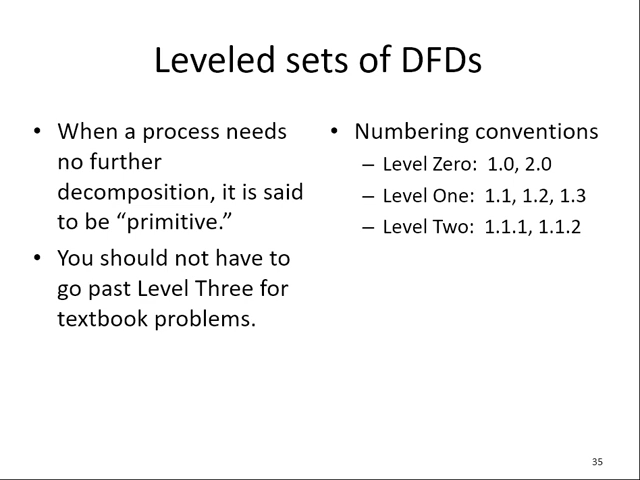 Leveled sets of DFDs
• When a process needs
no further
decomposition, it is said
to be “primitive.”
• You should not have to
go past Level Three for
textbook problems.
• Numbering conventions
– Level Zero: 1.0, 2.0
– Level One: 1.1, 1.2, 1.3
– Level Two: 1.1.1, 1.1.2
35